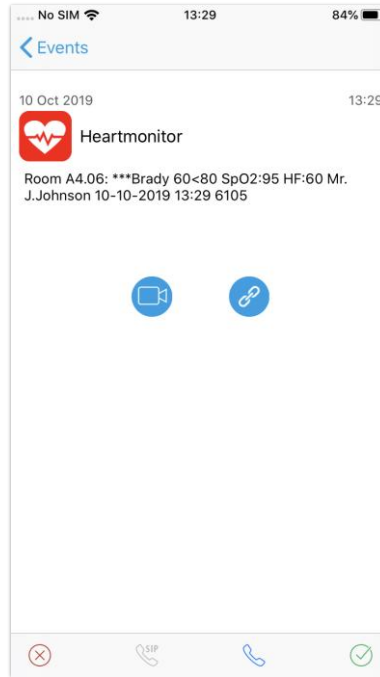 .... No SIM 13:29 84%
Events
10 Oct 2019 13:29
Heartmonitor
Room A4.06: ***Brady 60<80 SpO2:95 HF:60 Mr.
J.Johnson 10-10-2019 13:29 6105
SIP